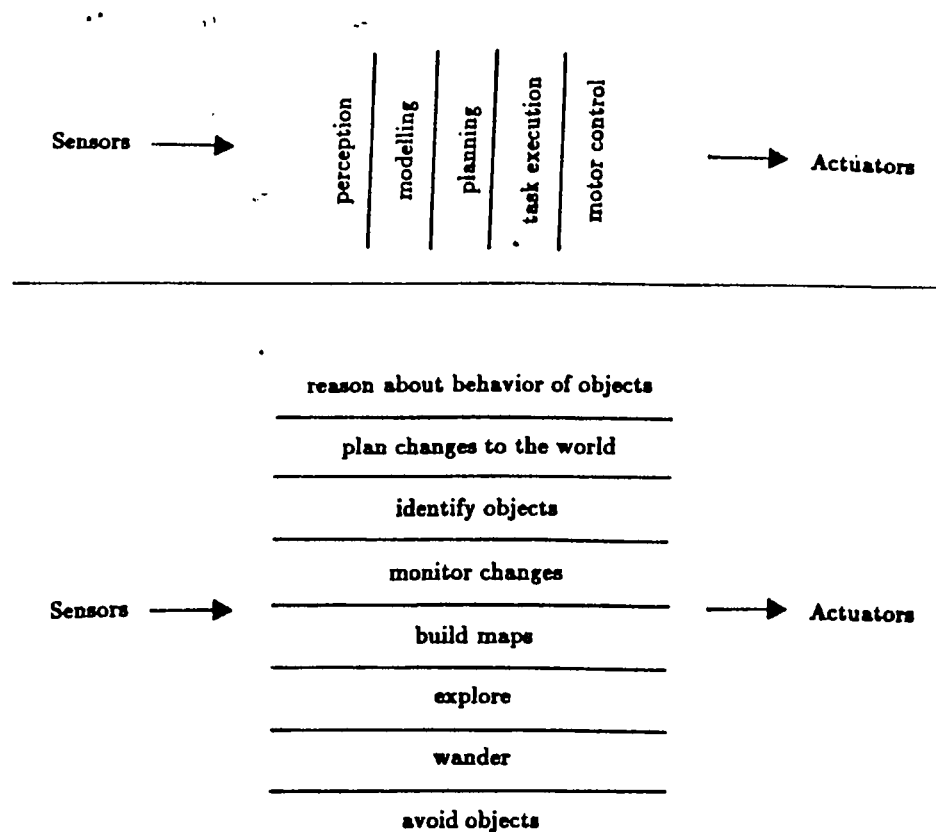 Sensors
perception
modelling
planning
task execution
motor control
Actuators
reason about behavior of objects
plan changes to the world
identify objects
monitor changes
Sensors
Actuators
build maps
explore
wander
avoid objects